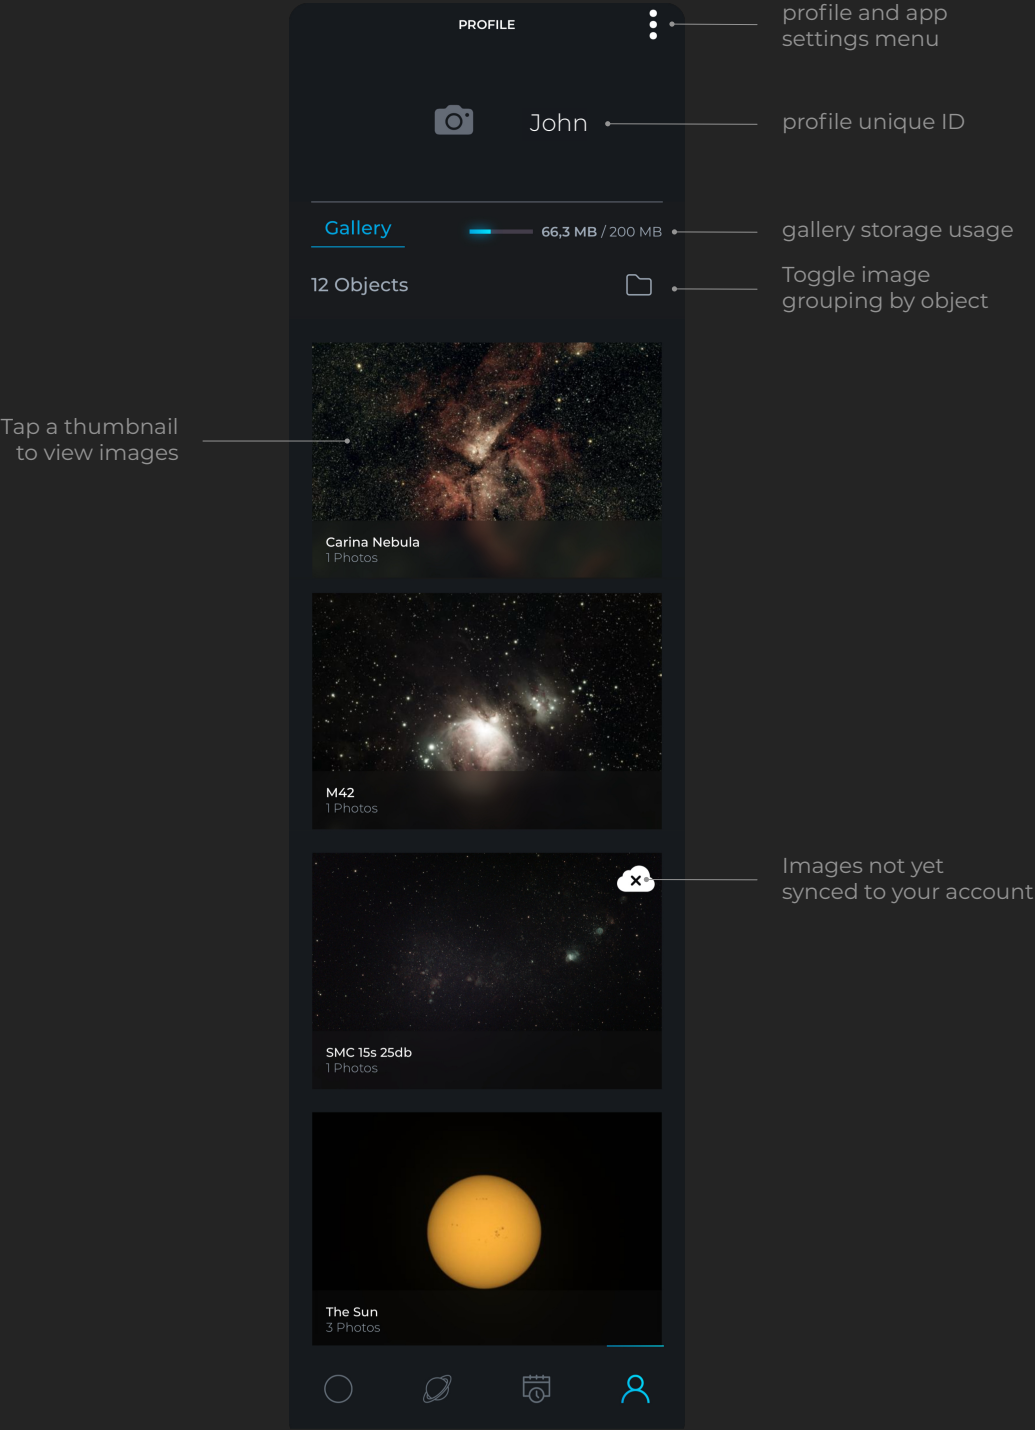 PROFILE
profile and app
settings menu
John
profile unique ID
Gallery
66,3 MB / 200 MB
gallery storage usage
12 Objects
Toggle image
grouping by object
Tap a thumbnail
to view images
Carina Nebula
1 Photos
M42
1 Photos
Images not yet
synced to your account
SMC 15s 25db
1 Photos
The Sun
3 Photos